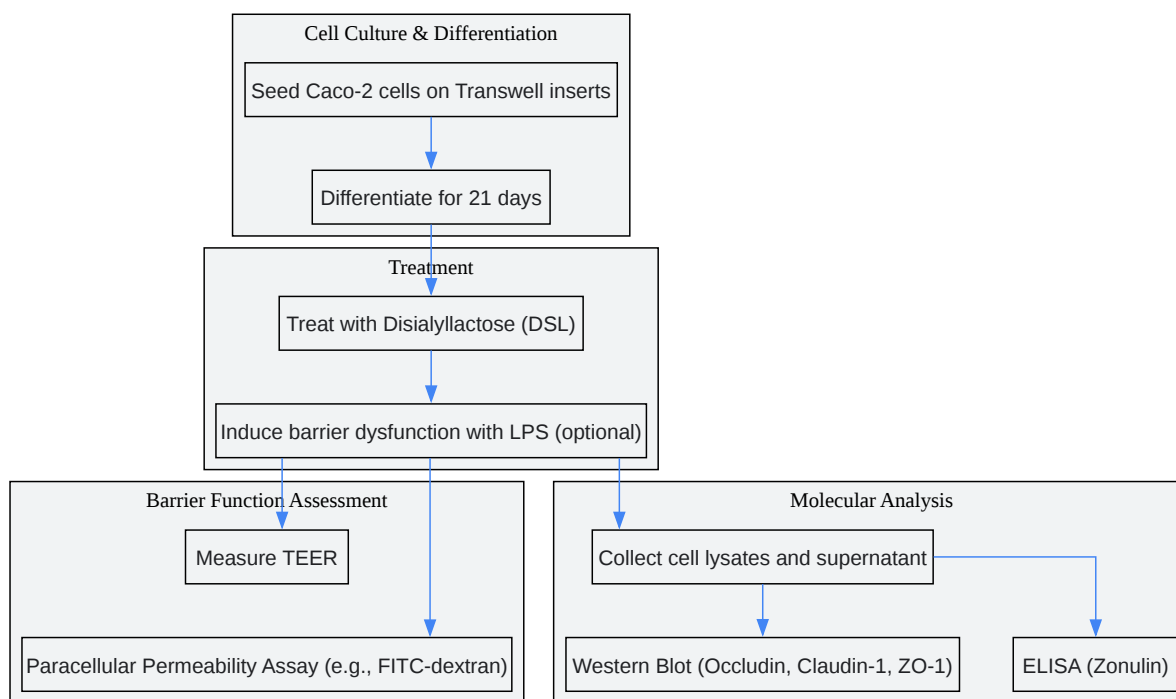 Cell Culture & Differentiation
Seed Caco-2 cells on Transwell inserts
Differentiate for 21 days
Treatment
Treat with Disialyllactose (DSL)
Induce barrier dysfunction with LPS (optional)
Barrier Function Assessment
Measure TEER
Paracellular Permeability Assay (e.g., FITC-dextran)
Molecular Analysis
Collect cell lysates and supernatant
Western Blot (Occludin, Claudin-1, ZO-1)
ELISA (Zonulin)